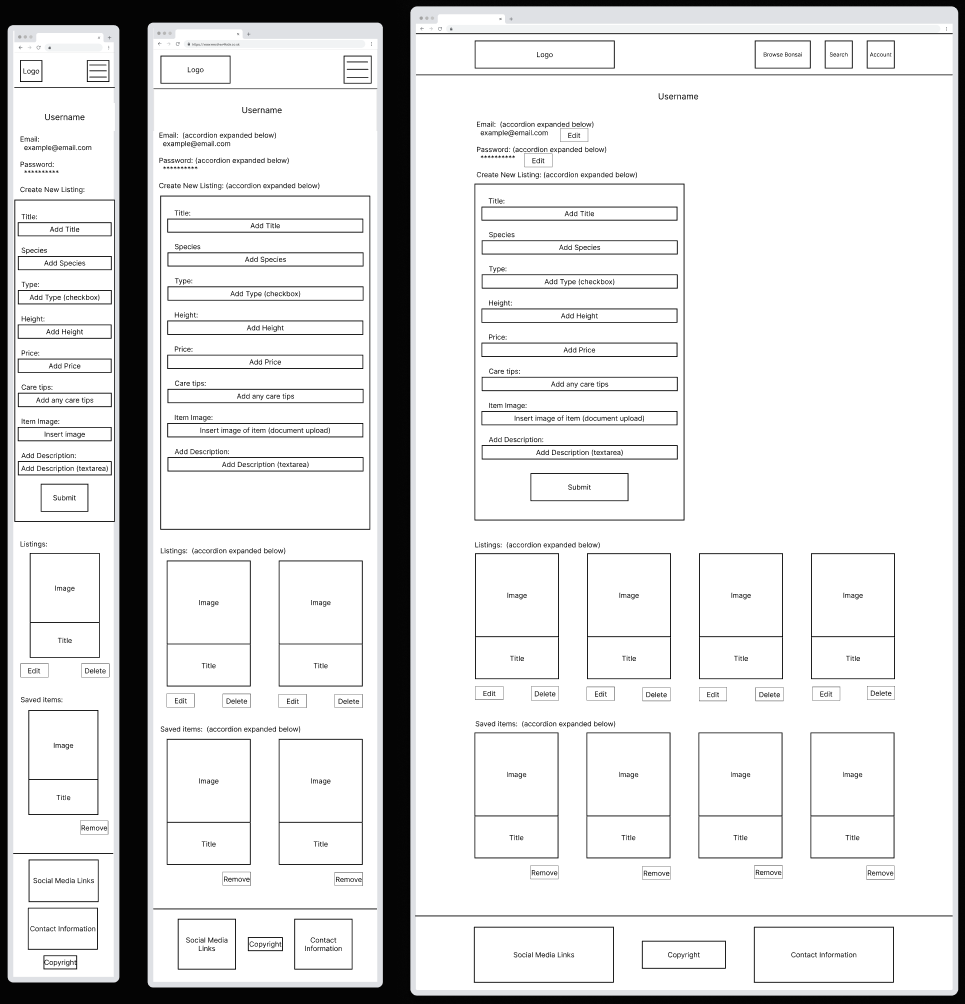 Logo
Username
Email:
example@email.com
Password:
**********
Create New Listing:
Title:
Add Title
Species
Add Species
Type:
Add Type (checkbox)
Height:
Add Height
Price:
Add Price
Care tips:
Add any care tips
Item Image:
Insert image
Add Description:
Add Description (textarea)
Submit
Listings:
Image
Title
Edit Delete
Saved items:
Image
Title
Remove
Social Media Links
Contact Information
Copyright
Logo
Username
Email: (accordion expanded below)
example@email.com
Password: (accordion expanded below)
**********
Create New Listing: (accordion expanded below)
Title:
Add Title
Species
Add Species
Type:
Add Type (checkbox)
Height:
Add Height
Price:
Add Price
Care tips:
Add any care tips
Item Image:
Insert image of item (document upload)
Add Description:
Add Description (textarea)
Listings: (accordion expanded below)
Image Image
Title Title
Edit Delete Edit Delete
Saved items: (accordion expanded below)
Image Image
Title Title
Remove Remove
Social Media
Links
Copyright
Contact
Information
Logo Browse Bonsai Search Account
Username
Email: (accordion expanded below)
example@email.com Edit
Password: (accordion expanded below)
********** Edit
Create New Listing: (accordion expanded below)
Title:
Add Title
Species
Add Species
Type:
Add Type (checkbox)
Height:
Add Height
Price:
Add Price
Care tips:
Add any care tips
Item Image:
Insert image of item (document upload)
Add Description:
Add Description (textarea)
Submit
Listings: (accordion expanded below)
Image Image Image Image
Title Title Title Title
Edit Delete Edit Delete Edit Delete Edit Delete
Saved items: (accordion expanded below)
Image Image Image Image
Title Title Title Title
Remove Remove Remove Remove
Social Media Links Copyright Contact Information